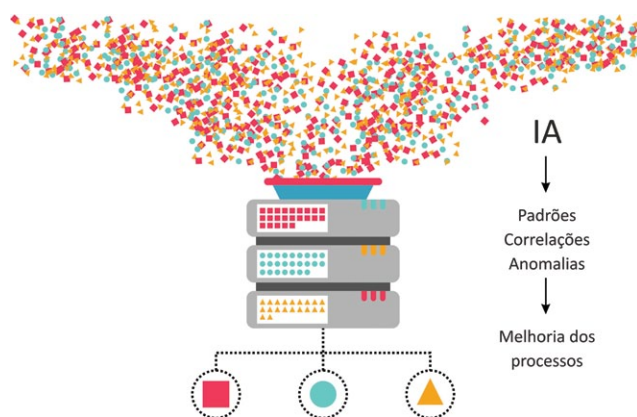 IA
Padrões
Correlações
Anomalias
Melhoria dos
processos